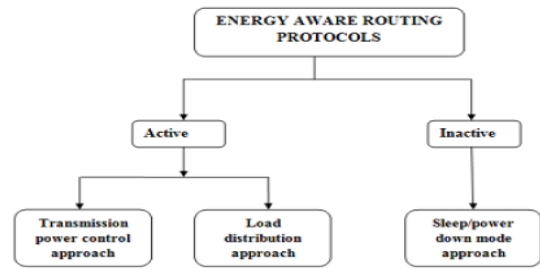 ENERGY AWARE ROUTING
PROTOCOLS
Active
Inactive
Transmission
power control
approach
Load
distribution
approach
Sleep/power
down mode
approach